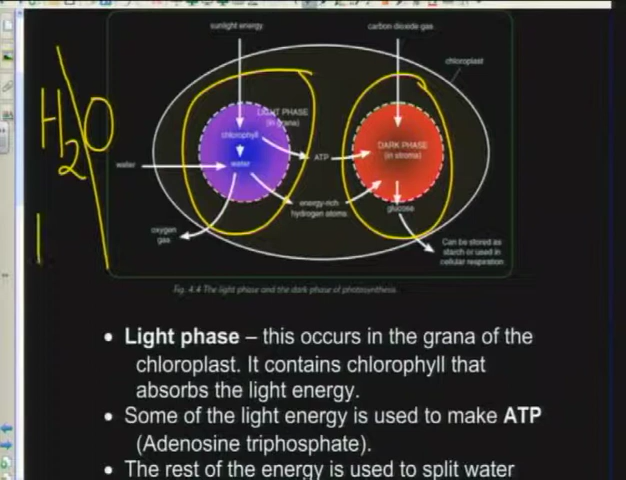 sunlight energy
carbon dioxide gas
chloroplast
H2O
LIGHT PHASE
(in grana)
chlorophyll
water
water
ATP
DARK PHASE
(in stroma)
energy-rich
hydrogen atoms
glucose
oxygen
gas
Can be stored as
starch or used in
cellular respiration
Fig. 4.4 The light phase and the dark phase of photosynthesis.
• Light phase – this occurs in the grana of the
chloroplast. It contains chlorophyll that
absorbs the light energy.
• Some of the light energy is used to make ATP
(Adenosine triphosphate).
• The rest of the energy is used to split water